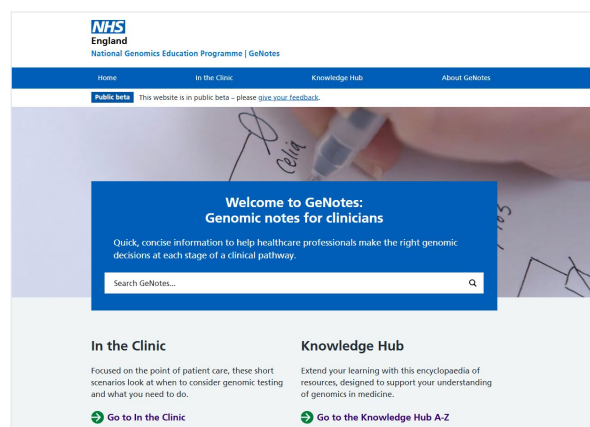 NHS
England
National Genomics Education Programme | GeNotes
Home In the Clinic Knowledge Hub About GeNotes
Public beta This website is in public beta – please give your feedback.
Celia
Welcome to GeNotes:
Genomic notes for clinicians
Quick, concise information to help healthcare professionals make the right genomic
decisions at each stage of a clinical pathway.
Search GeNotes...
In the Clinic
Focused on the point of patient care, these short
scenarios look at when to consider genomic testing
and what you need to do.
Go to In the Clinic
Knowledge Hub
Extend your learning with this encyclopaedia of
resources, designed to support your understanding
of genomics in medicine.
Go to the Knowledge Hub A-Z